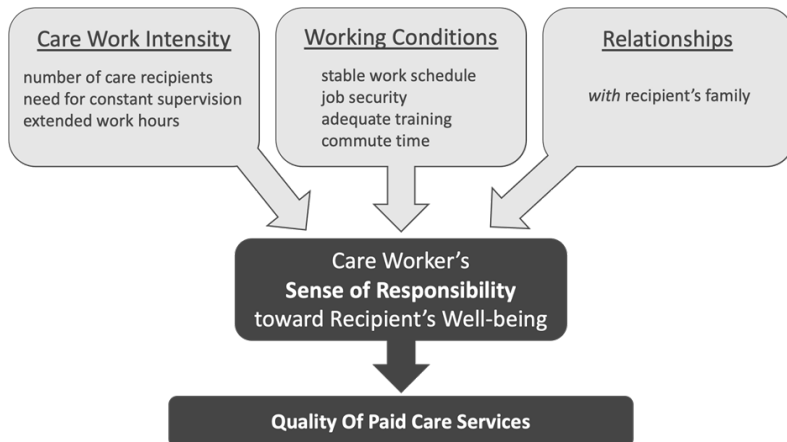 Care Work Intensity
number of care recipients
need for constant supervision
extended work hours
Working Conditions
stable work schedule
job security
adequate training
commute time
Relationships
with recipient's family
Care Worker's
Sense of Responsibility
toward Recipient's Well-being
Quality Of Paid Care Services